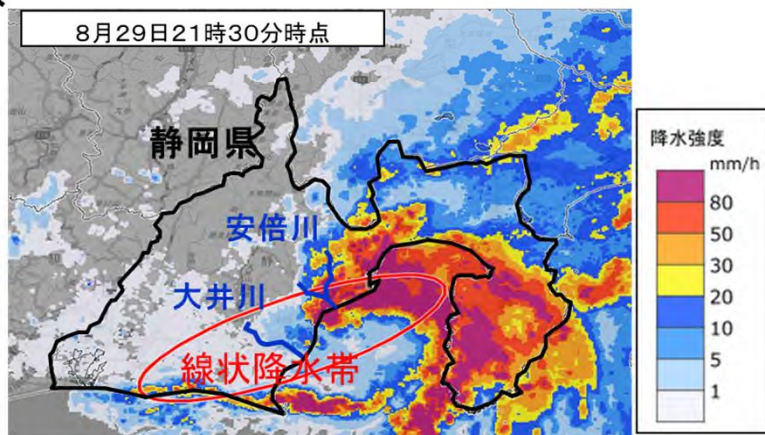 8月29日21時30分時点
静岡県
安倍川
大井川
線状降水帯
降水強度
mm/h
80
50
30
20
10
5
1